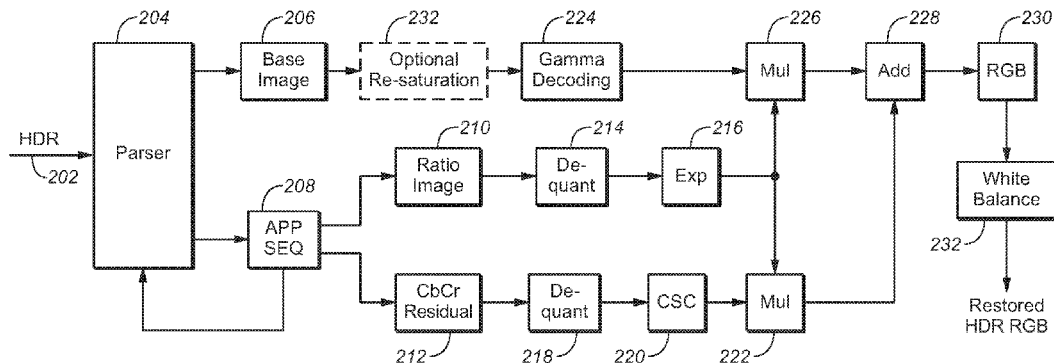 204
206
232
224
226
228
230
Base
Image
Optional
Re-saturation
Gamma
Decoding
Mul
Add
RGB
HDR
202
Parser
210
214
216
Ratio
Image
De-
quant
Exp
White
Balance
232
208
APP
SEQ
CbCr
Residual
De-
quant
CSC
Mul
212
218
220
222
Restored
HDR RGB